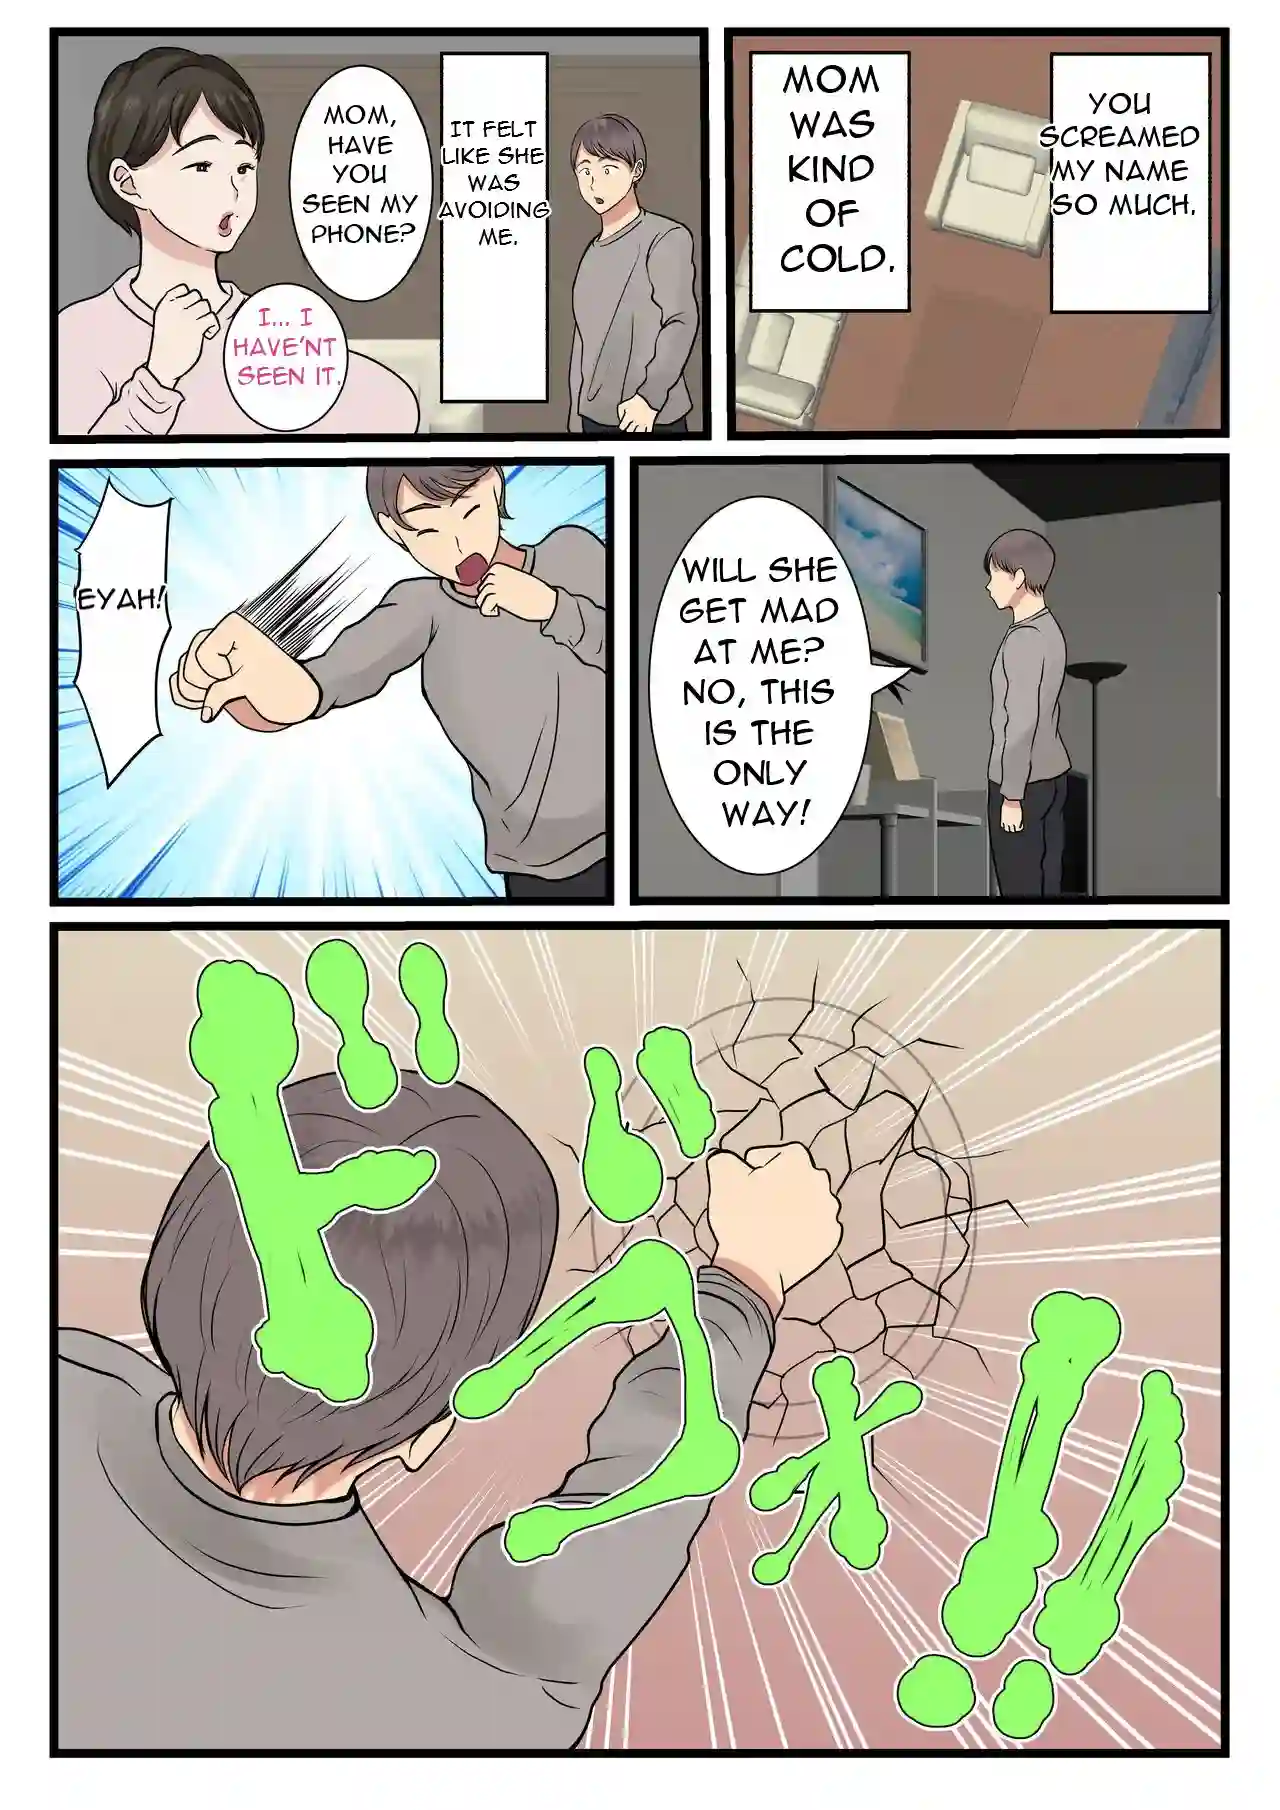 YOU
SCREAMED
MY NAME
SO MUCH.
MOM
WAS
KIND
OF
COLD.
IT FELT
LIKE SHE
WAS
AVOIDING
ME.
MOM,
HAVE
YOU
SEEN MY
PHONE?
I... I
HAVE'NT
SEEN IT.
WILL SHE
GET MAD
AT ME?
NO, THIS
IS THE
ONLY
WAY!
EYAH!
ドゴォ!!